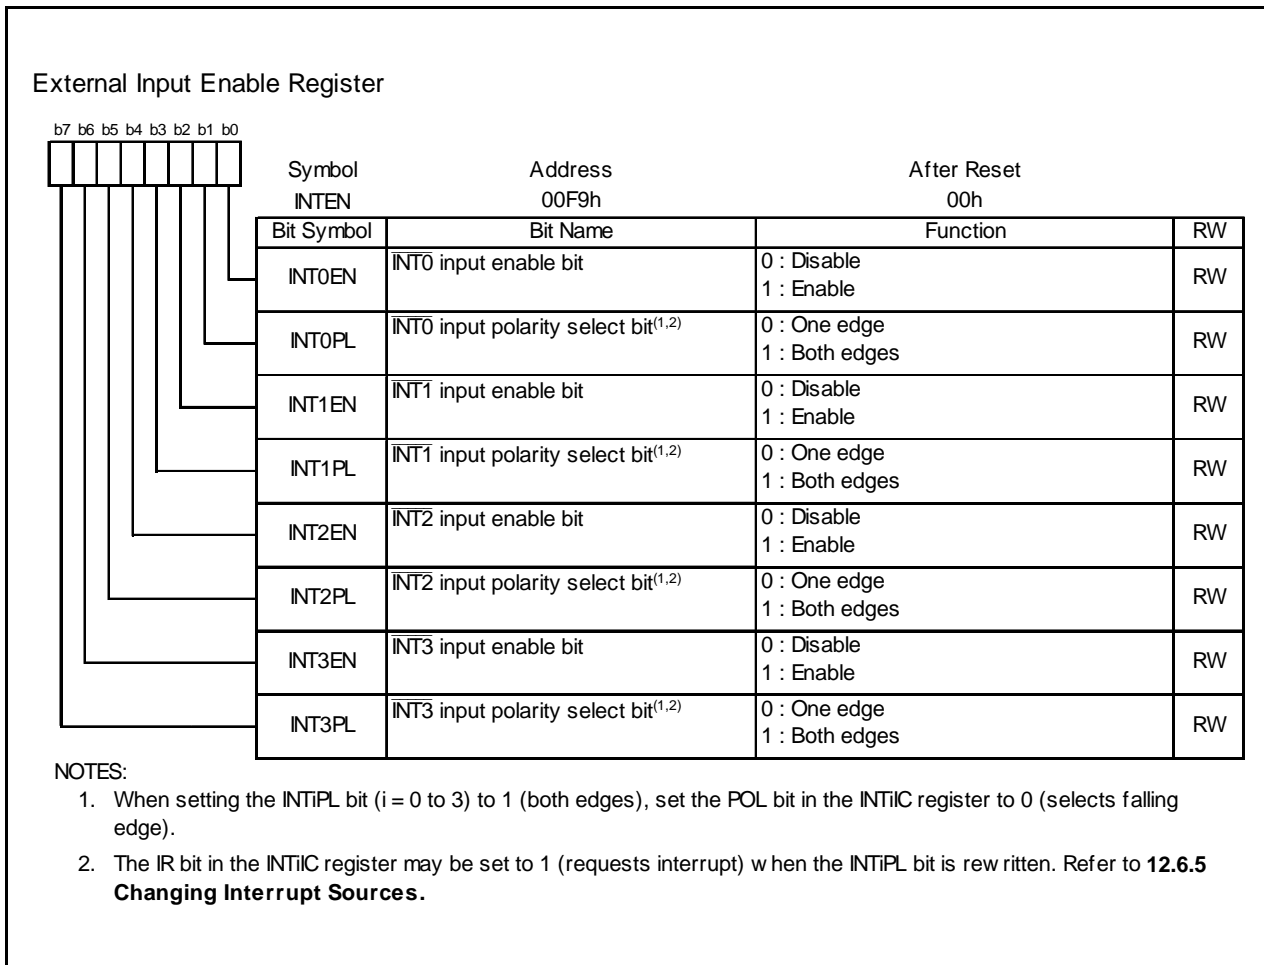 External Input Enable Register
b7 b6 b5 b4 b3 b2 b1 b0
Symbol Address After Reset
INTEN 00F9h 00h
Bit Symbol Bit Name Function RW
INT0EN INT0 input enable bit 0 : Disable RW
1 : Enable
INT0PL INT0 input polarity select bit(1,2) 0 : One edge RW
1 : Both edges
INT1EN INT1 input enable bit 0 : Disable RW
1 : Enable
INT1PL INT1 input polarity select bit(1,2) 0 : One edge RW
1 : Both edges
INT2EN INT2 input enable bit 0 : Disable RW
1 : Enable
INT2PL INT2 input polarity select bit(1,2) 0 : One edge RW
1 : Both edges
INT3EN INT3 input enable bit 0 : Disable RW
1 : Enable
INT3PL INT3 input polarity select bit(1,2) 0 : One edge RW
1 : Both edges
NOTES:
1. When setting the INTiPL bit (i = 0 to 3) to 1 (both edges), set the POL bit in the INTiIC register to 0 (selects falling
edge).
2. The IR bit in the INTiIC register may be set to 1 (requests interrupt) when the INTiPL bit is rewritten. Refer to 12.6.5
Changing Interrupt Sources.